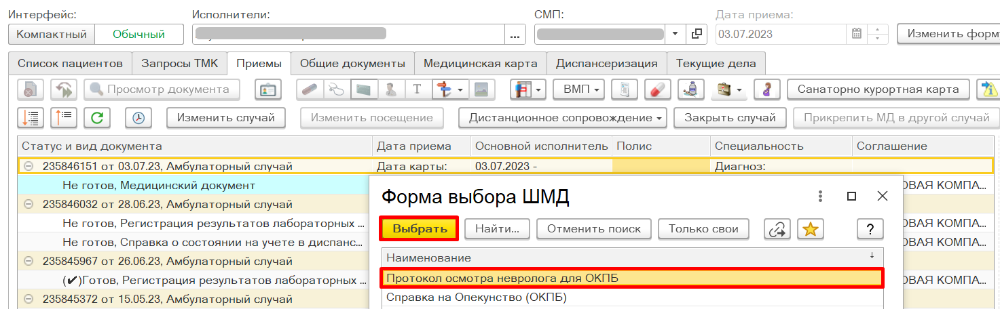 Интерфейс: Исполнители: СМП: Дата приема:
Компактный Обычный ... 03.07.2023 Изменить форму
Список пациентов Запросы ТМК Приемы Общие документы Медицинская карта Диспансеризация Текущие дела
Просмотр документа T ВМП Санаторно курортная карта
Изменить случай Изменить посещение Дистанционное сопровождение Закрыть случай Прикрепить МД в другой случай
Статус и вид документа Дата приема Основной исполнитель Полис Специальность Соглашение
235846151 от 03.07.23, Амбулаторный случай Дата карты: 03.07.2023 - Диагноз:
Не готов, Медицинский документ ОВАЯ КОМПА...
235846032 от 28.06.23, Амбулаторный случай
Не готов, Регистрация результатов лабораторных ... ОВАЯ КОМПА...
Не готов, Справка о состоянии на учете в диспанс... ОВАЯ КОМПА...
235845967 от 26.06.23, Амбулаторный случай
(✔)Готов, Регистрация результатов лабораторных ... ОВАЯ КОМПА...
235845372 от 15.05.23, Амбулаторный случай
Форма выбора ШМД
Выбрать Найти... Отменить поиск Только свои ?
Наименование ↓
Протокол осмотра невролога для ОКПБ
Справка на Опекунство (ОКПБ)